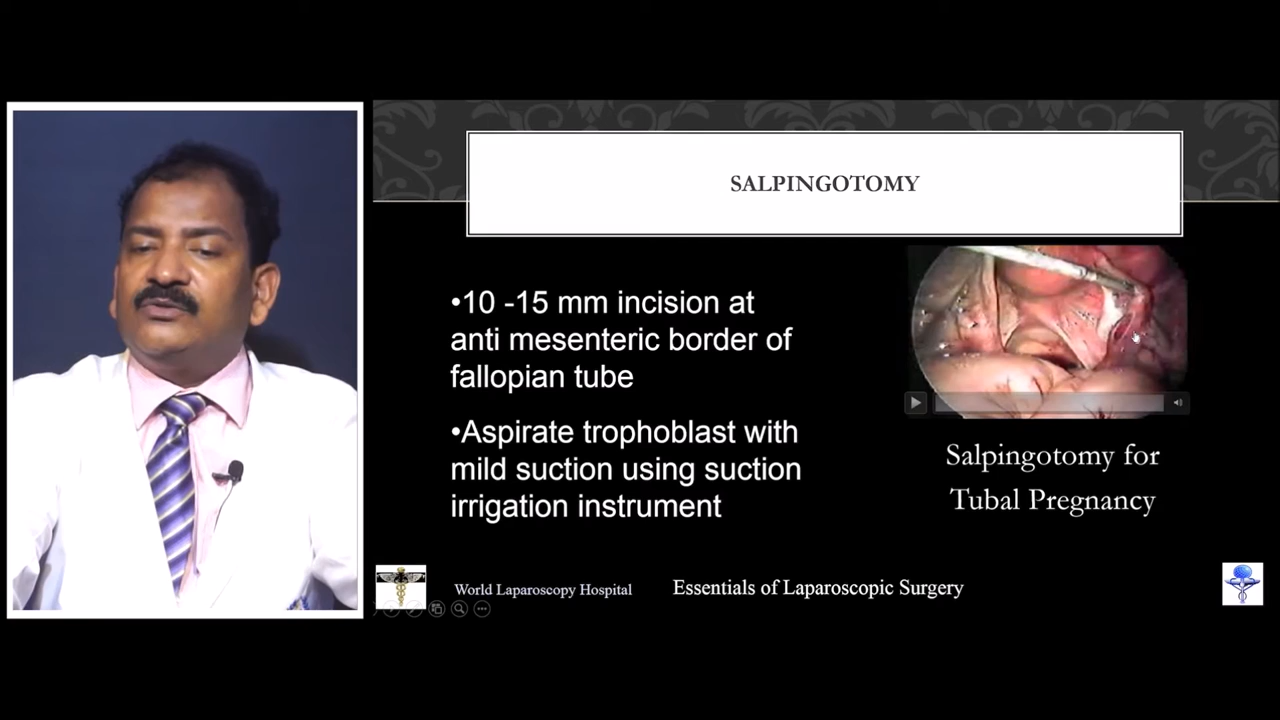 SALPINGOTOMY
•10 -15 mm incision at
anti mesenteric border of
fallopian tube
•Aspirate trophoblast with
mild suction using suction
irrigation instrument
Salpingotomy for
Tubal Pregnancy
World Laparoscopy Hospital
Essentials of Laparoscopic Surgery